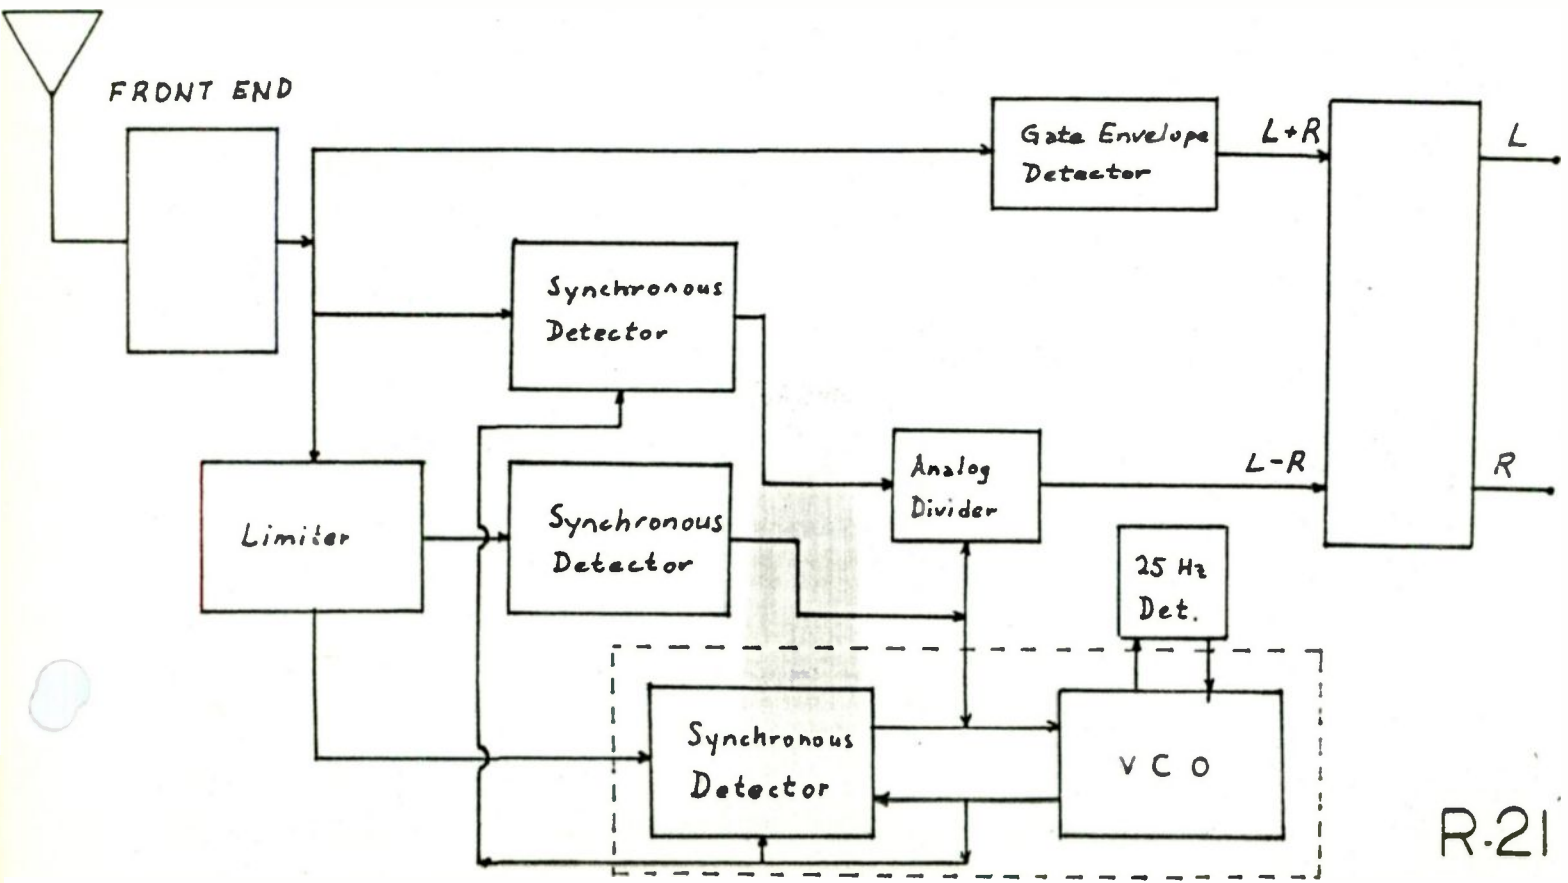 FRONT END
Gate Envelope
Detector
L+R
L
Synchronous
Detector
Analog
Divider
L-R
R
Limiter
Synchronous
Detector
25 Hz
Det.
Synchronous
Detector
VCO
R-21